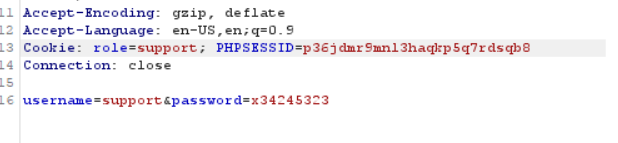 11 Accept-Encoding: gzip, deflate
12 Accept-Language: en-US,en;q=0.9
13 Cookie: role=support; PHPSESSID=p36jdmr9mnl3haqkp5q7rdsqb8
14 Connection: close
15
16 username=support&password=x34245323